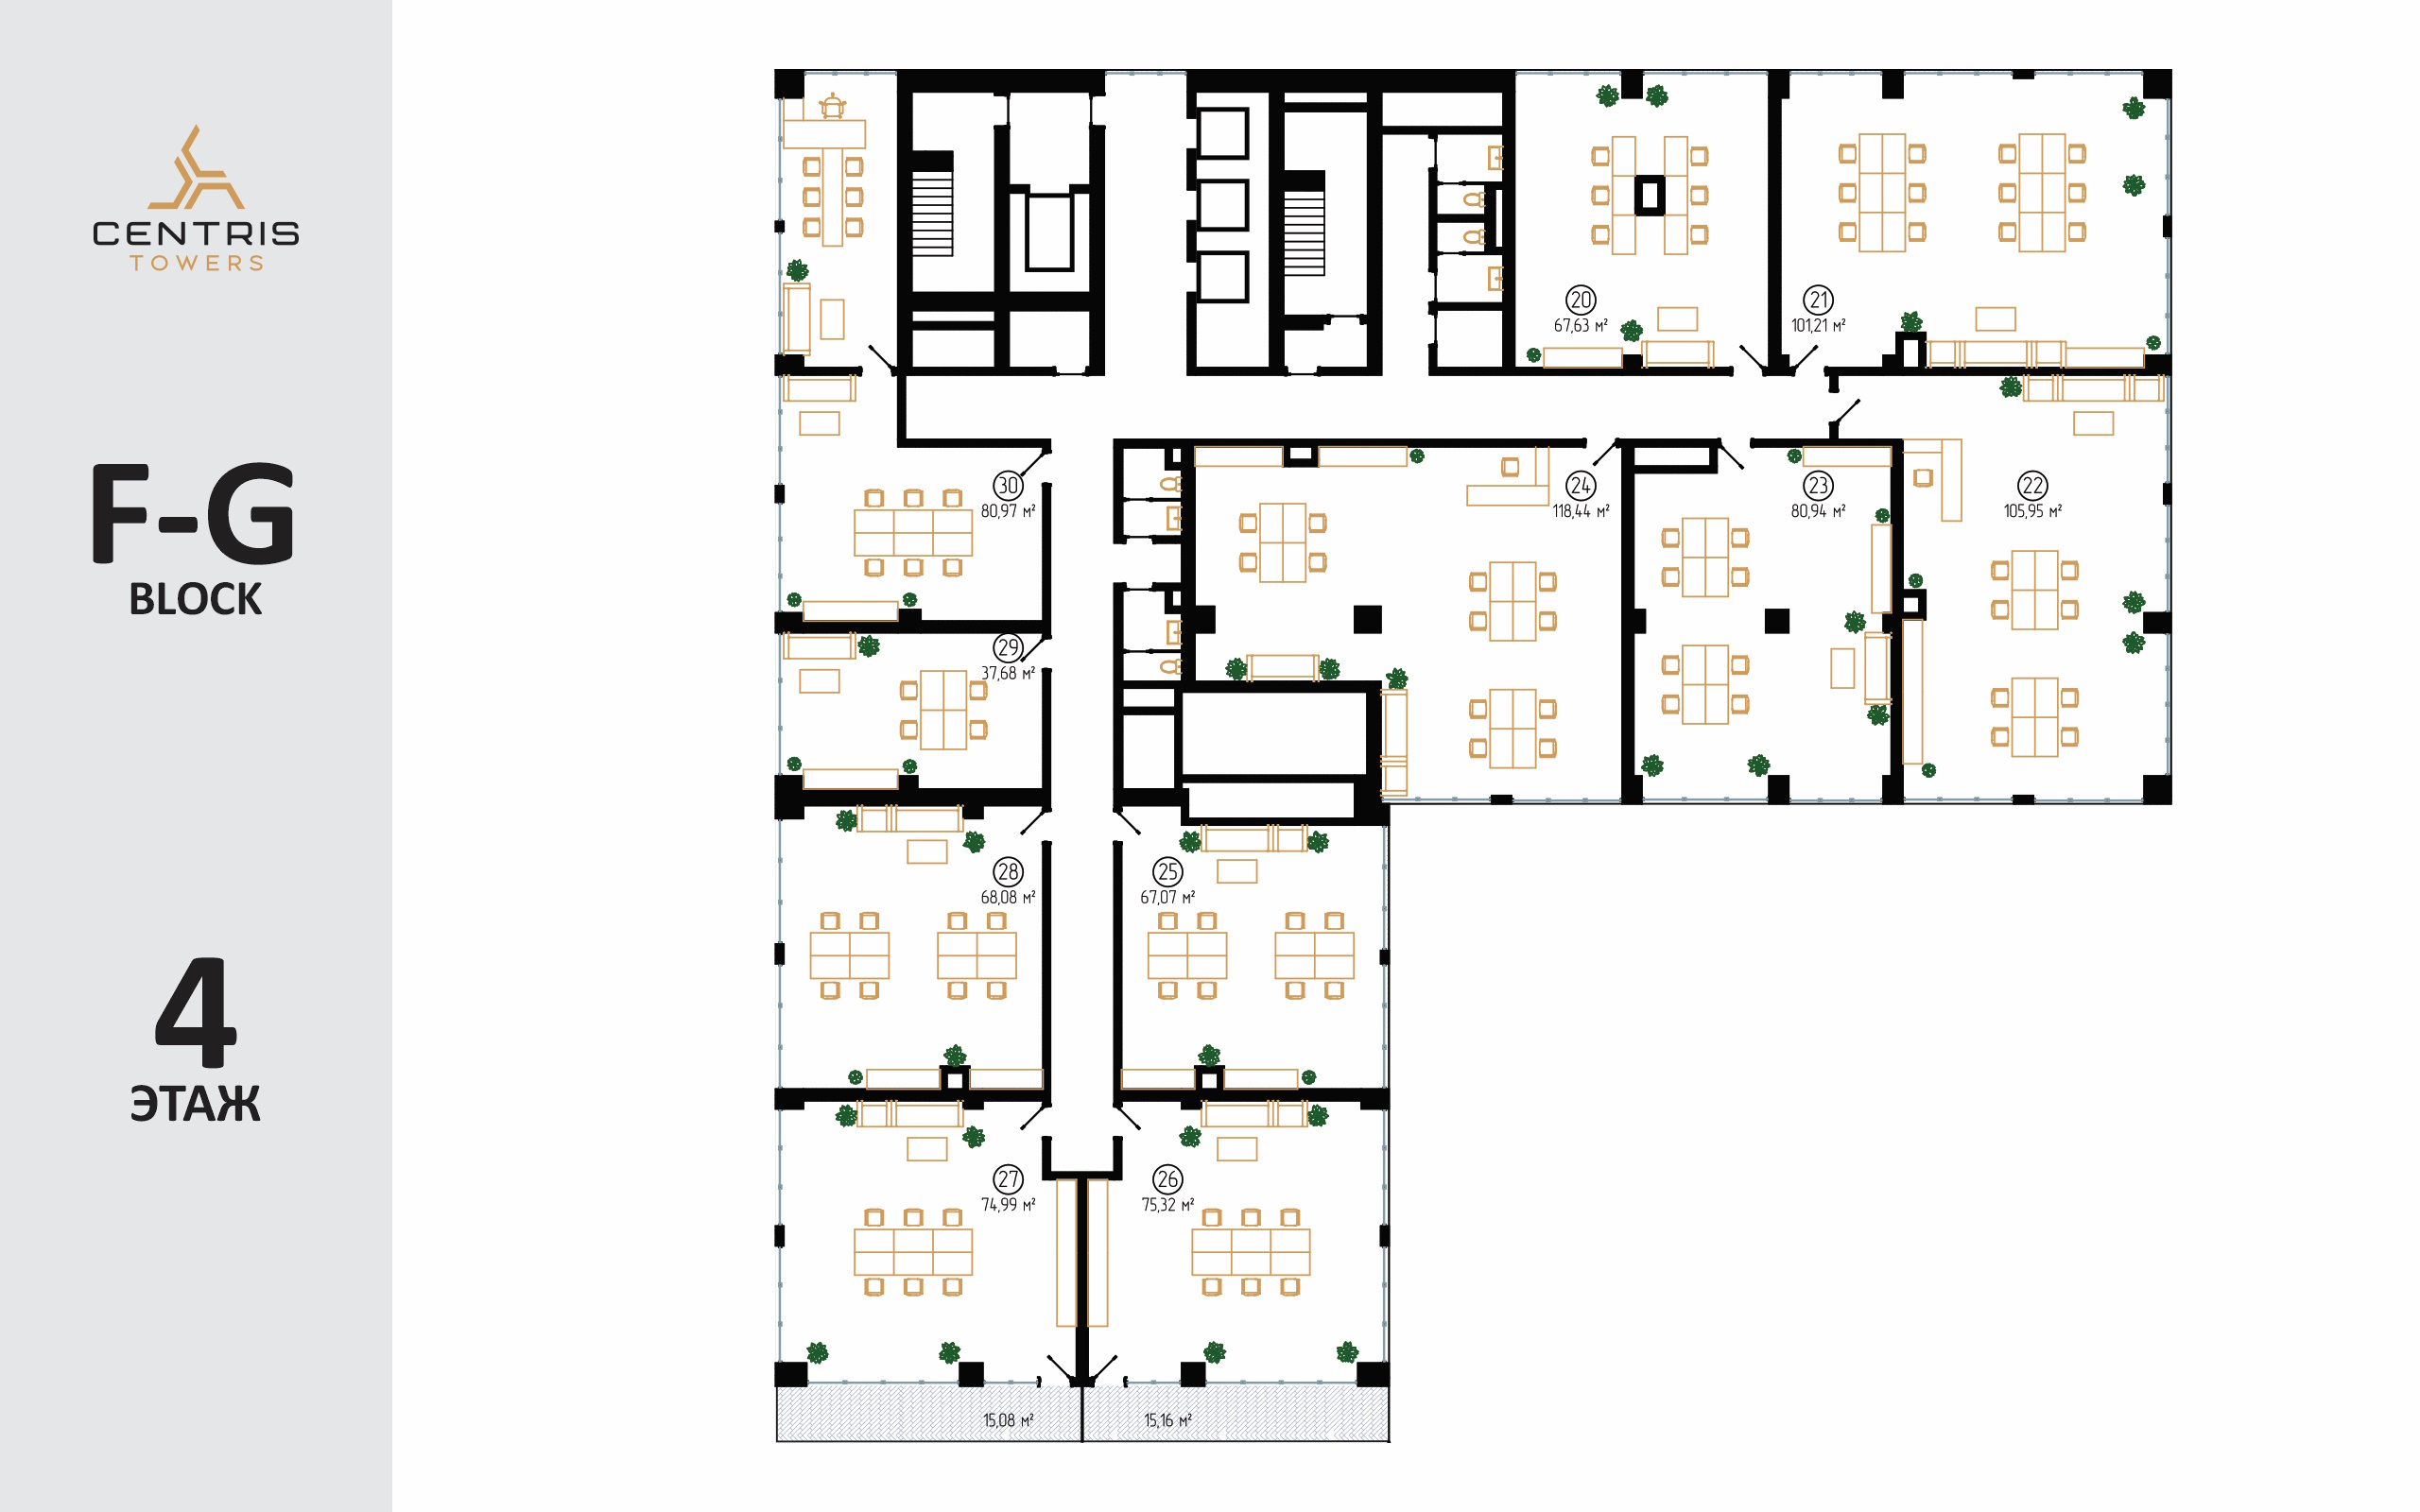 CENTRIS
TOWERS
F-G
BLOCK
4
ЭТАЖ
20
67,63 м²
21
101,21 м²
30
80,97 м²
24
118,44 м²
23
80,94 м²
22
105,95 м²
29
37,68 м²
28
68,08 м²
25
67,07 м²
27
74,99 м²
26
75,32 м²
15,08 м²
15,16 м²